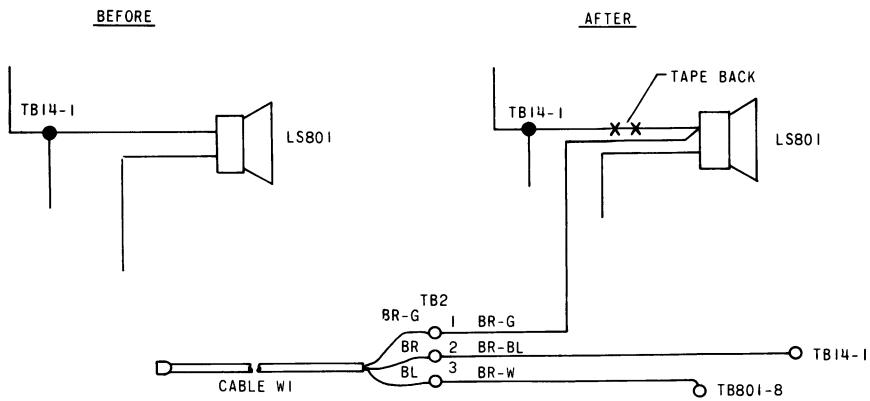 BEFORE
AFTER
TAPE BACK
TB14-1
LS801
TB14-1
LS801
TB2
BR-G
1
BR-G
BR
2
BR-BL
TB14-1
BL
3
BR-W
TB801-8
CABLE W1